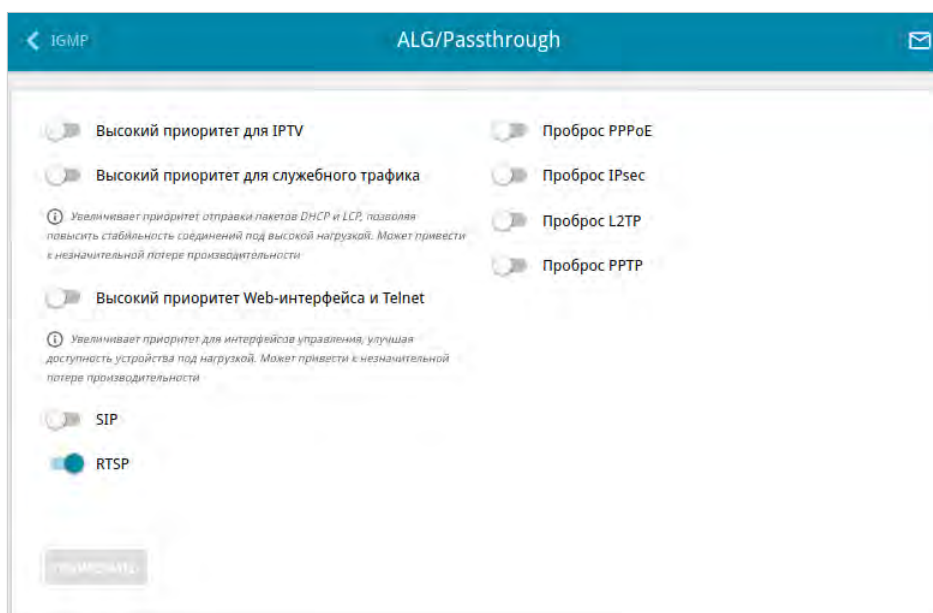 IGMP
ALG/Passthrough
Высокий приоритет для IPTV
Высокий приоритет для служебного трафика
Увеличивает приоритет отправки пакетов DHCP и LCP, позволяя
повысить стабильность соединений под высокой нагрузкой. Может привести
к незначительной потере производительности
Высокий приоритет Web-интерфейса и Telnet
Увеличивает приоритет для интерфейсов управления, улучшая
доступность устройства под нагрузкой. Может привести к незначительной
потере производительности
SIP
RTSP
Проброс PPPoE
Проброс IPsec
Проброс L2TP
Проброс PPTP